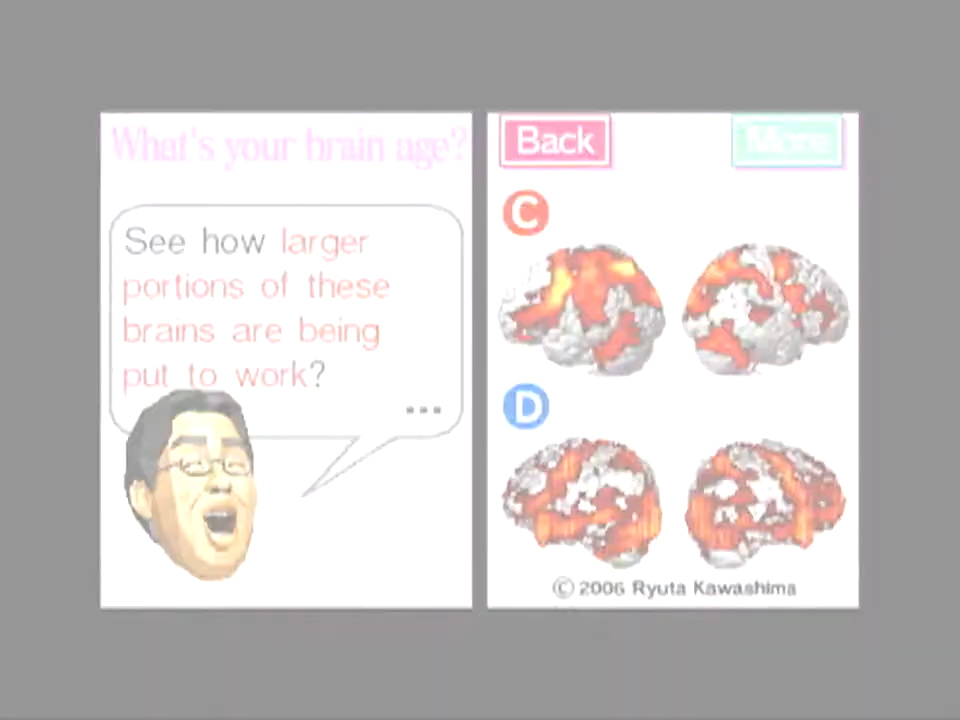 What's your brain age?
See how larger
portions of these
brains are being
put to work?
...
Back
More
C
D
© 2006 Ryuta Kawashima